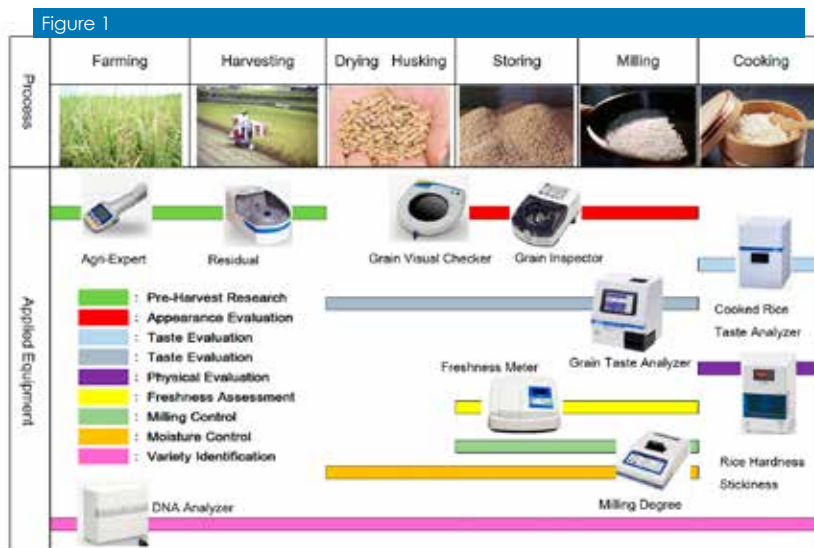 Figure 1
Farming
Harvesting
Drying Husking
Storing
Milling
Cooking
Process
Applied Equipment
Agri-Expert
Residual
Grain Visual Checker
Grain Inspector
Cooked Rice
Taste Analyzer
: Pre-Harvest Research
: Appearance Evaluation
: Taste Evaluation
: Taste Evaluation
: Physical Evaluation
: Freshness Assessment
: Milling Control
: Moisture Control
: Variety Identification
Grain Taste Analyzer
Freshness Meter
Rice Hardness
Stickiness
Milling Degree
DNA Analyzer